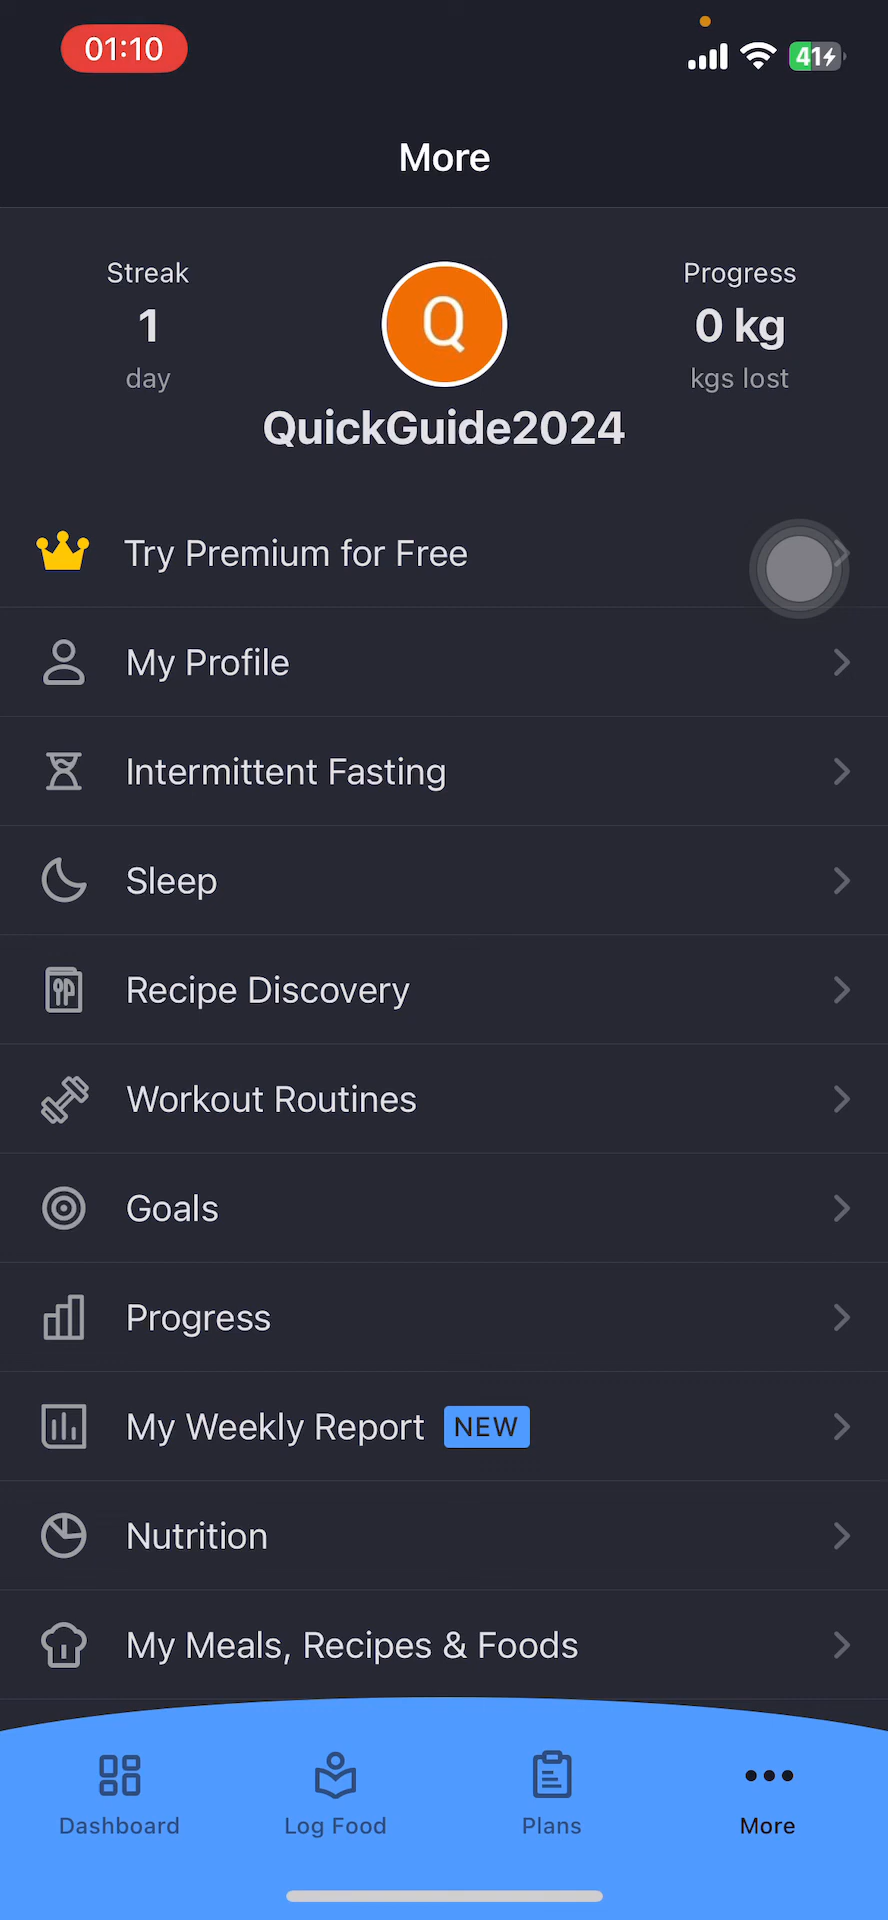 01:10
41
More
Streak
1
day
Q
Progress
0 kg
kgs lost
QuickGuide2024
Try Premium for Free
My Profile
Intermittent Fasting
Sleep
Recipe Discovery
Workout Routines
Goals
Progress
My Weekly Report NEW
Nutrition
My Meals, Recipes & Foods
Dashboard
Log Food
Plans
More